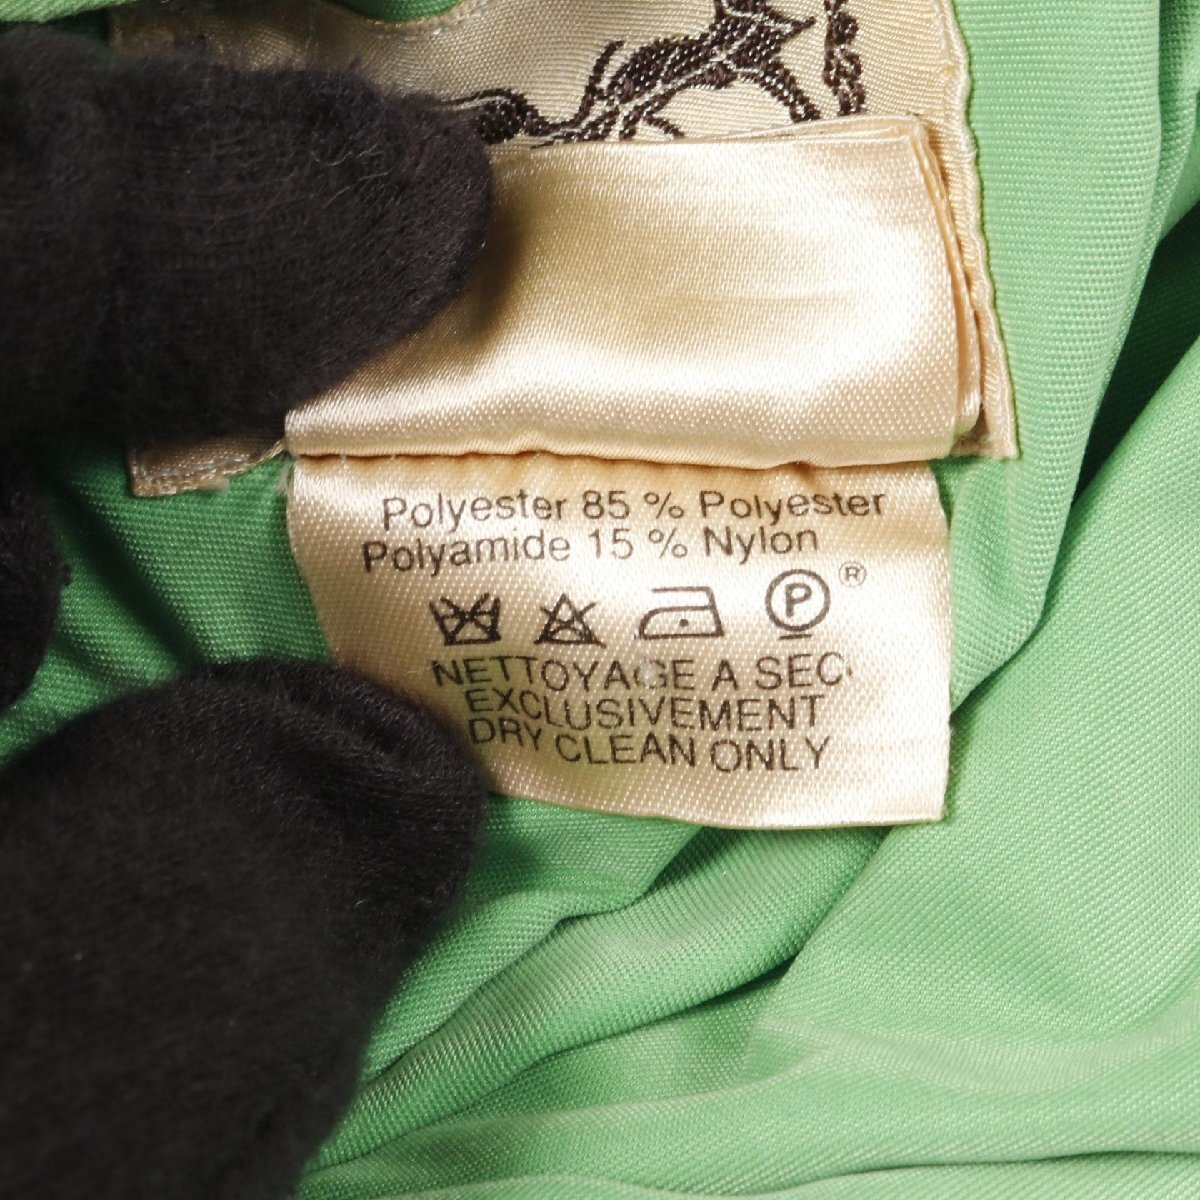 Polyester 85 % Polyester
Polyamide 15 % Nylon
P ®
NETTOYAGE A SEC
EXCLUSIVEMENT
DRY CLEAN ONLY